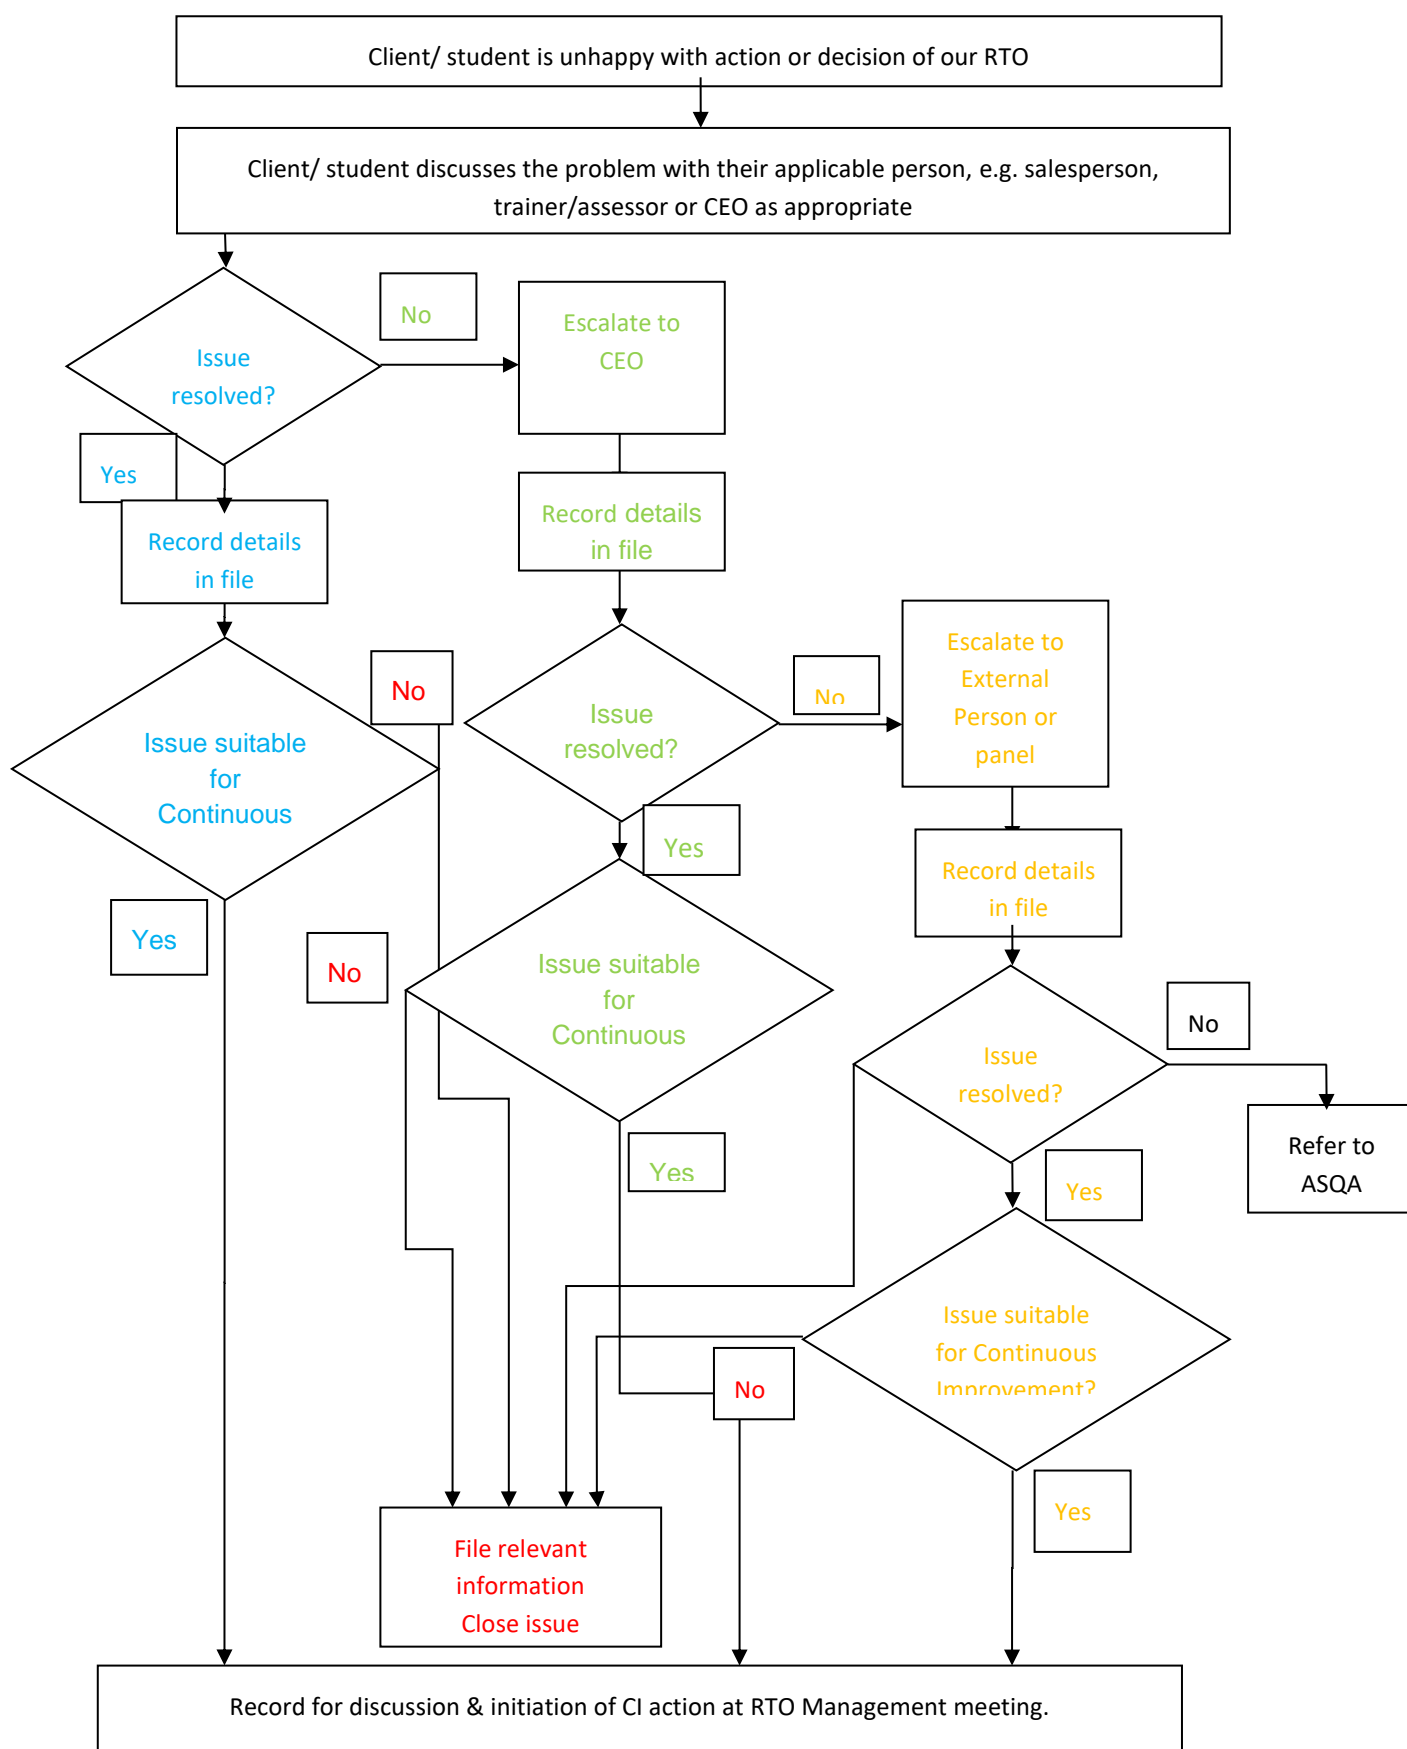 Client/ student is unhappy with action or decision of our RTO
Client/ student discusses the problem with their applicable person, e.g. salesperson,
trainer/assessor or CEO as appropriate
No
Escalate to
CEO
Issue
resolved?
Yes
Record details
in file
Record details
in file
Escalate to
External
Person or
panel
No
No
Issue
resolved?
Issue suitable
for
Continuous
Yes
Record details
in file
Yes
No
Issue suitable
for
Continuous
No
Issue
resolved?
Refer to
ASQA
Yes
Yes
Issue suitable
for Continuous
Improvement?
No
Yes
File relevant
information
Close issue
Record for discussion & initiation of CI action at RTO Management meeting.